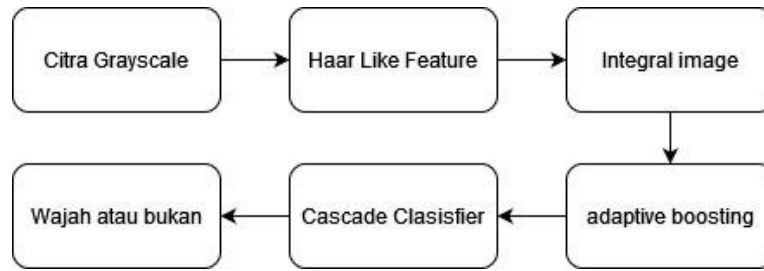 Citra Grayscale
Haar Like Feature
Integral image
adaptive boosting
Cascade Clasisfier
Wajah atau bukan